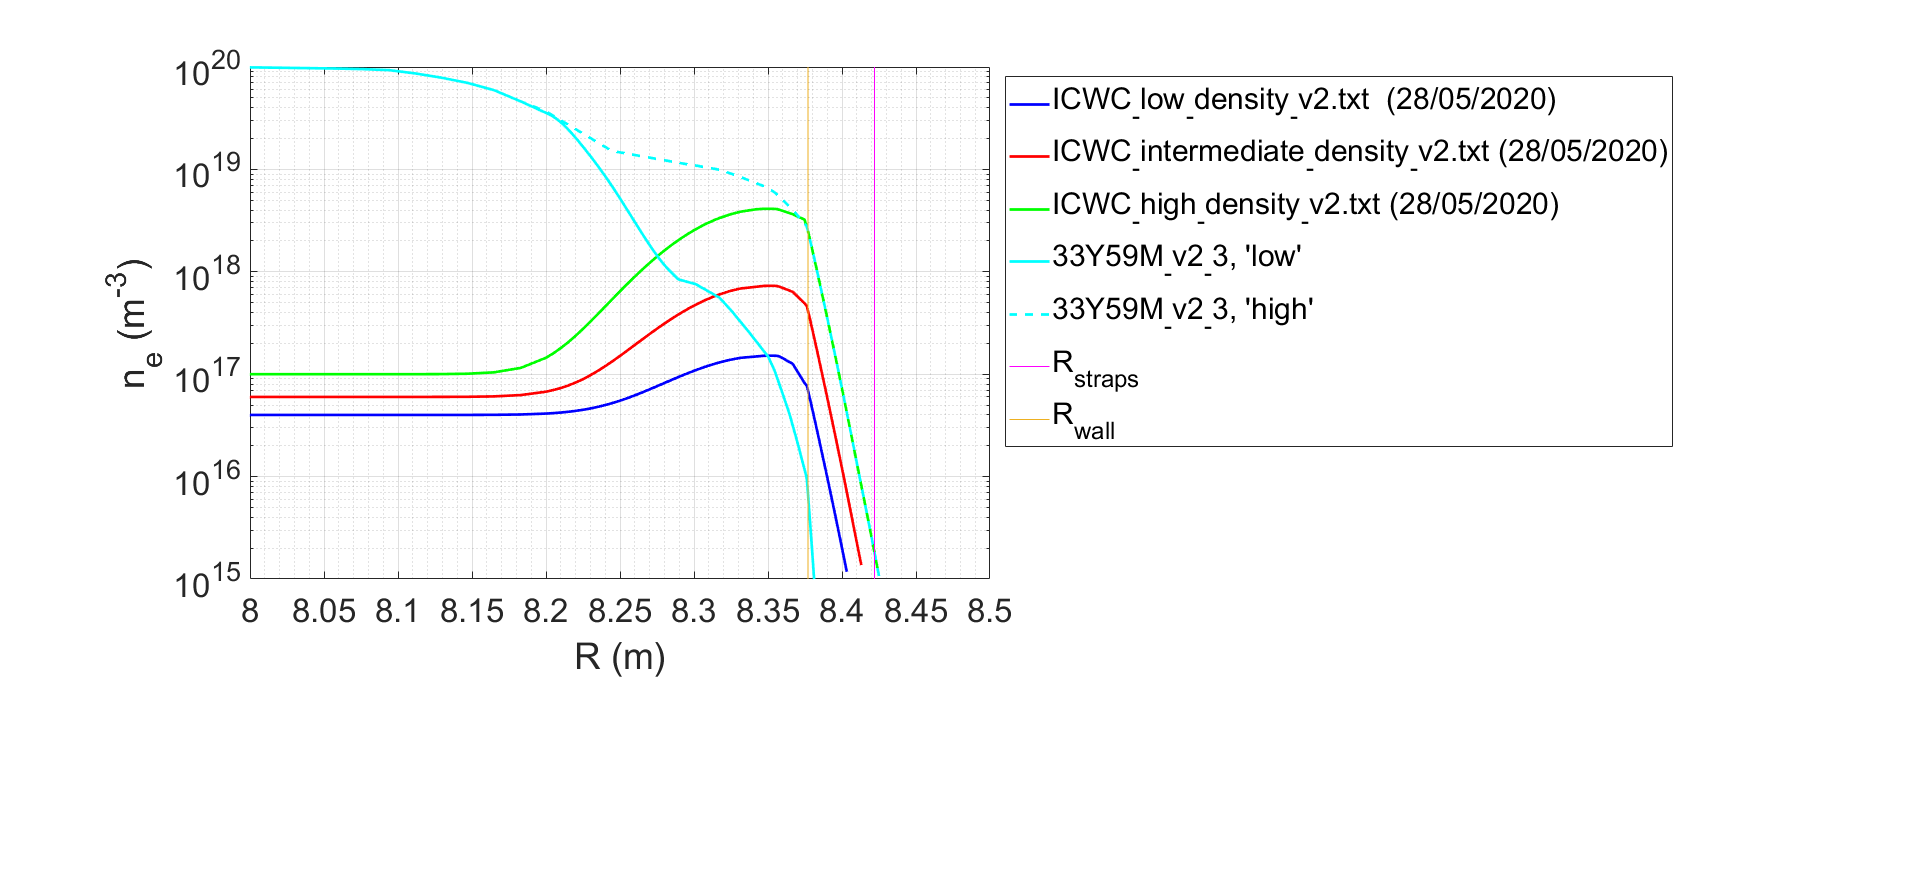 10^20
10^19
10^18
10^17
10^16
10^15
n_e (m^-3)
8 8.05 8.1 8.15 8.2 8.25 8.3 8.35 8.4 8.45 8.5
R (m)
ICWC_low_density_v2.txt (28/05/2020)
ICWC_intermediate_density_v2.txt (28/05/2020)
ICWC_high_density_v2.txt (28/05/2020)
33Y59M_v2_3, 'low'
33Y59M_v2_3, 'high'
R_straps
R_wall